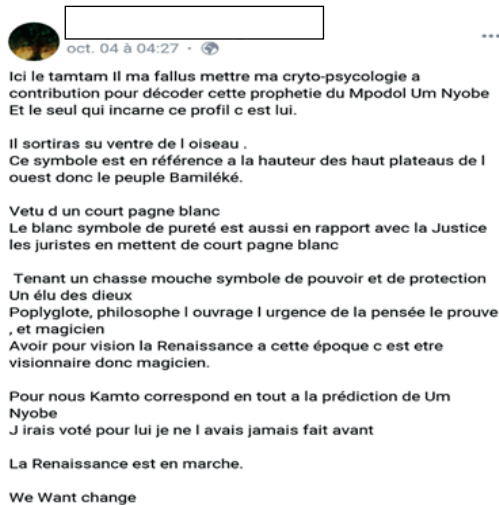 oct. 04 à 04:27 ·
Ici le tamtam Il ma fallus mettre ma cryto-psycologie a
contribution pour décoder cette prophetie du Mpodol Um Nyobe
Et le seul qui incarne ce profil c est lui.
Il sortiras su ventre de l oiseau .
Ce symbole est en référence a la hauteur des haut plateaus de l
ouest donc le peuple Bamiléké.
Vetu d un court pagne blanc
Le blanc symbole de pureté est aussi en rapport avec la Justice
les juristes en mettent de court pagne blanc
Tenant un chasse mouche symbole de pouvoir et de protection
Un élu des dieux
Poplyglote, philosophe l ouvrage l urgence de la pensée le prouve
, et magicien
Avoir pour vision la Renaissance a cette époque c est etre
visionnaire donc magicien.
Pour nous Kamto correspond en tout a la prédiction de Um
Nyobe
J irais voté pour lui je ne l avais jamais fait avant
La Renaissance est en marche.
We Want change